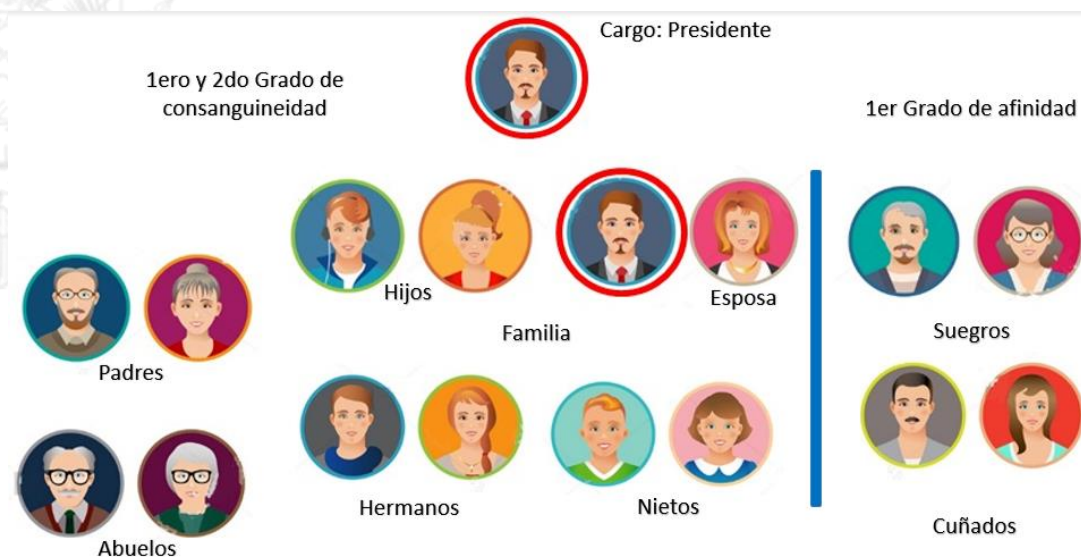 Cargo: Presidente
1ero y 2do Grado de
consanguineidad
1er Grado de afinidad
Hijos
Esposa
Familia
Suegros
Padres
Hermanos
Nietos
Cuñados
Abuelos